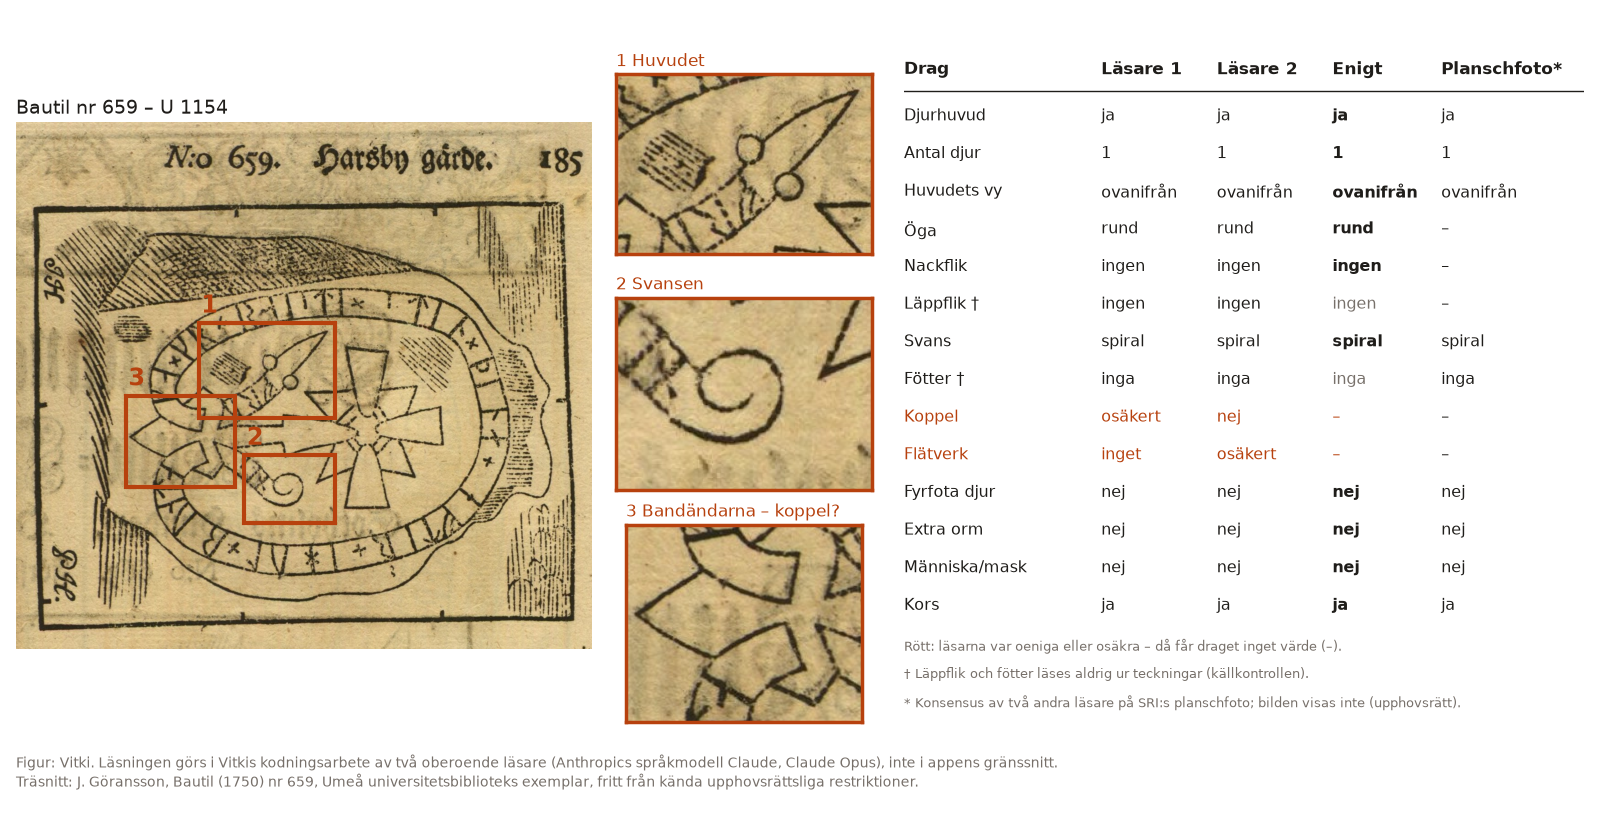 Bautil nr 659 – U 1154
N:o 659. Harsby gärde. 185
1
3
2
1 Huvudet
2 Svansen
3 Bandändarna – koppel?
Drag Läsare 1 Läsare 2 Enigt Planschfoto*
Djurhuvud ja ja ja ja
Antal djur 1 1 1 1
Huvudets vy ovanifrån ovanifrån ovanifrån ovanifrån
Öga rund rund rund –
Nackflik ingen ingen ingen –
Läppflik † ingen ingen ingen –
Svans spiral spiral spiral spiral
Fötter † inga inga inga inga
Koppel osäkert nej – –
Flätverk inget osäkert – –
Fyrfota djur nej nej nej nej
Extra orm nej nej nej nej
Människa/mask nej nej nej nej
Kors ja ja ja ja
Rött: läsarna var oeniga eller osäkra – då får draget inget värde (–).
† Läppflik och fötter läses aldrig ur teckningar (källkontrollen).
* Konsensus av två andra läsare på SRI:s planschfoto; bilden visas inte (upphovsrätt).
Figur: Vitki. Läsningen görs i Vitkis kodningsarbete av två oberoende läsare (Anthropics språkmodell Claude, Claude Opus), inte i appens gränssnitt.
Träsnitt: J. Göransson, Bautil (1750) nr 659, Umeå universitetsbiblioteks exemplar, fritt från kända upphovsrättsliga restriktioner.